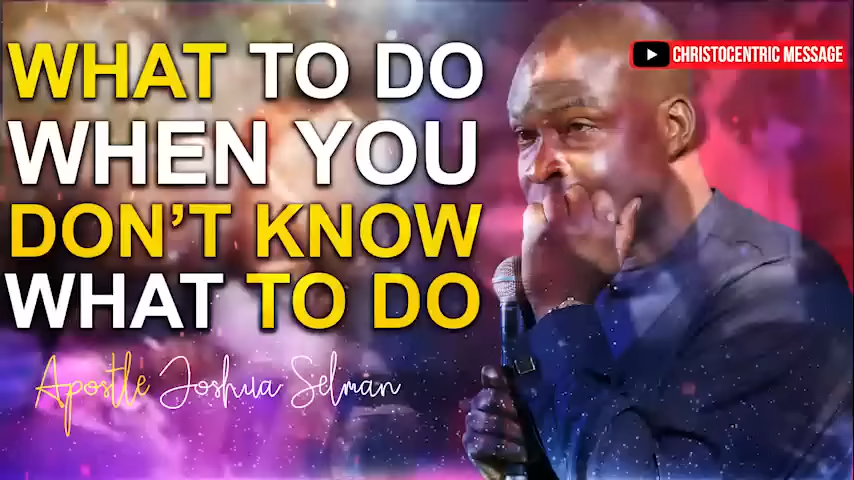 CHRISTOCENTRIC MESSAGE
WHAT TO DO
WHEN YOU
DON'T KNOW
WHAT TO DO
Apostle Joshua Selman